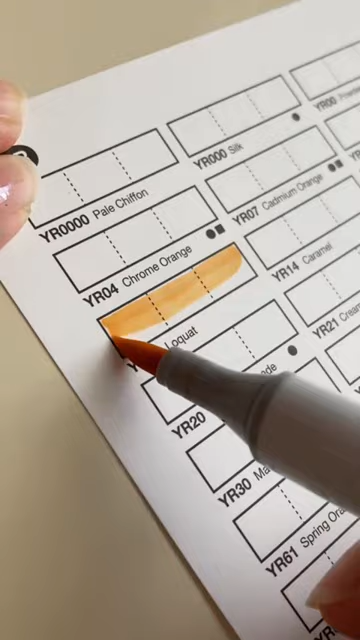 YR0000 Pale Chiffon
YR000 Silk
YR00
YR04 Chrome Orange
YR07 Cadmium Orange
Loquat
YR14 Caramel
YR20
YR21
YR30
YR61 Spring